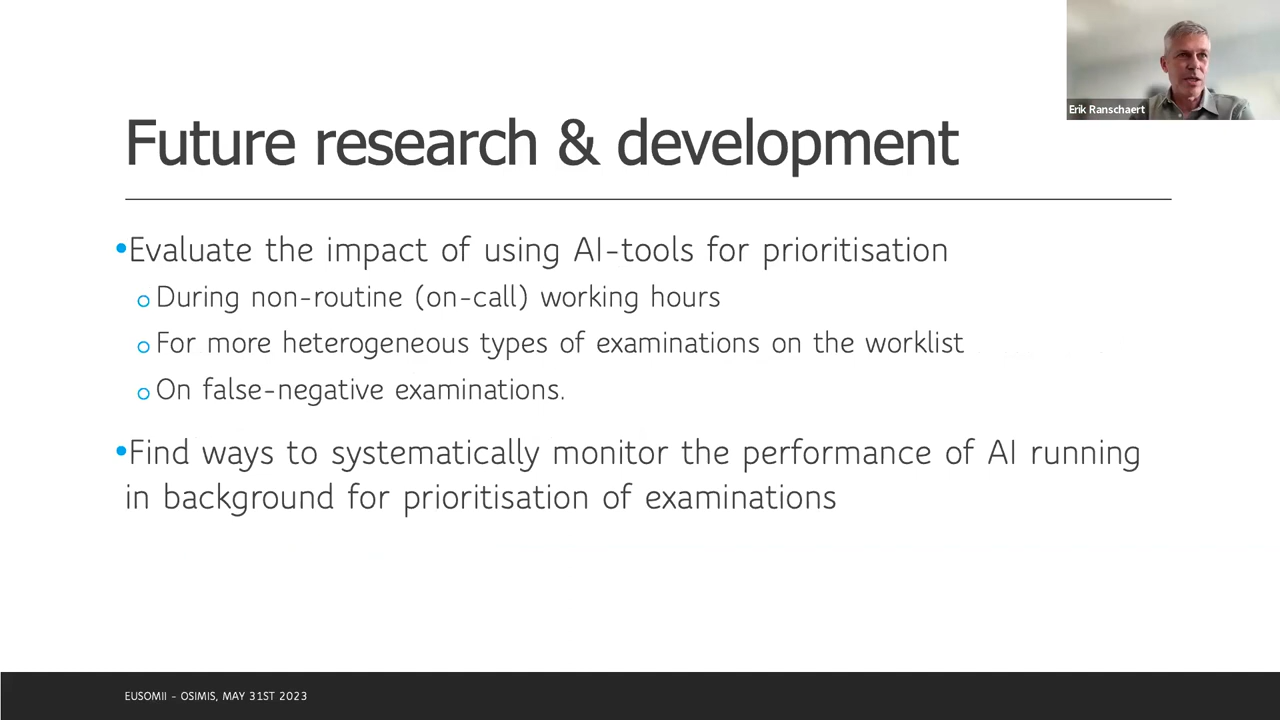 Erik Ranschaert
Future research & development
•Evaluate the impact of using AI-tools for prioritisation
o During non-routine (on-call) working hours
o For more heterogeneous types of examinations on the worklist
o On false-negative examinations.
•Find ways to systematically monitor the performance of AI running
in background for prioritisation of examinations
EUSOMII - OSIMIS, MAY 31ST 2023